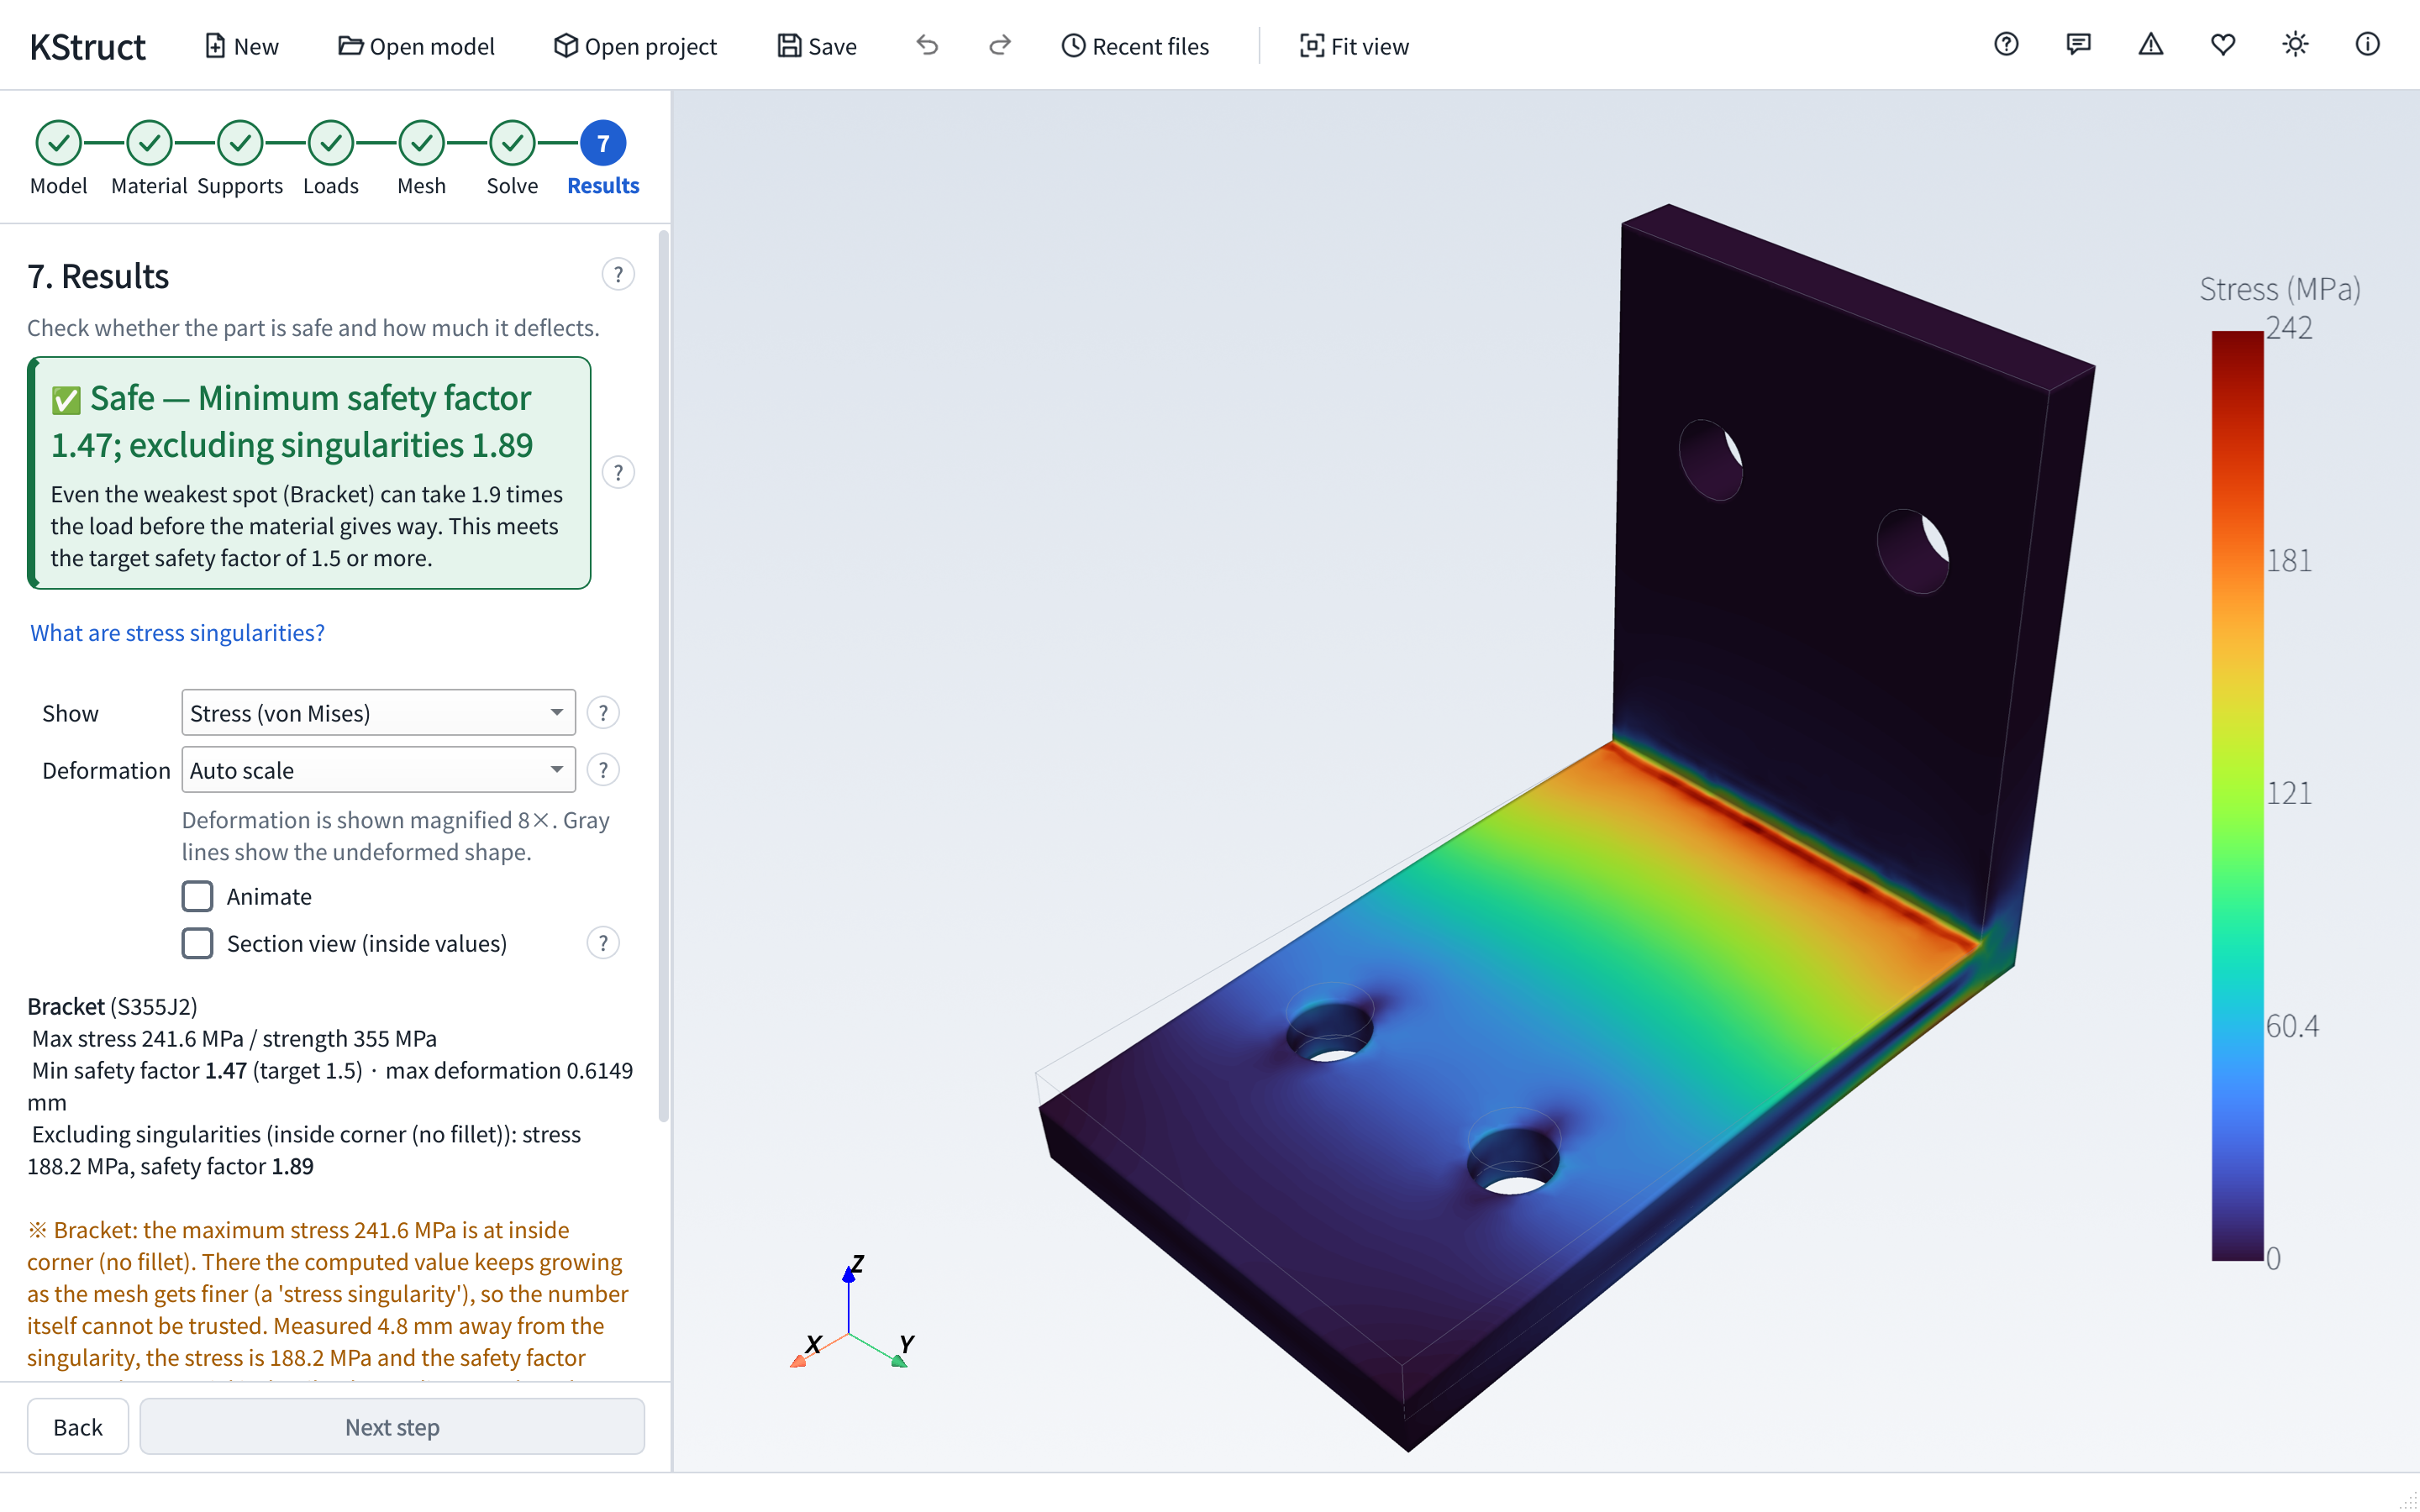 KStruct
New
Open model
Open project
Save
Recent files
Fit view
Model
Material
Supports
Loads
Mesh
Solve
7
Results
7. Results
?
Check whether the part is safe and how much it deflects.
✅ Safe — Minimum safety factor
1.47; excluding singularities 1.89
Even the weakest spot (Bracket) can take 1.9 times
the load before the material gives way. This meets
the target safety factor of 1.5 or more.
?
What are stress singularities?
Show
Stress (von Mises)
?
Deformation
Auto scale
?
Deformation is shown magnified 8×. Gray
lines show the undeformed shape.
Animate
Section view (inside values)
?
Bracket (S355J2)
Max stress 241.6 MPa / strength 355 MPa
Min safety factor 1.47 (target 1.5) · max deformation 0.6149
mm
Excluding singularities (inside corner (no fillet)): stress
188.2 MPa, safety factor 1.89
※ Bracket: the maximum stress 241.6 MPa is at inside
corner (no fillet). There the computed value keeps growing
as the mesh gets finer (a 'stress singularity'), so the number
itself cannot be trusted. Measured 4.8 mm away from the
singularity, the stress is 188.2 MPa and the safety factor
Back
Next step
Stress (MPa)
242
181
121
60.4
0
Z
X
Y